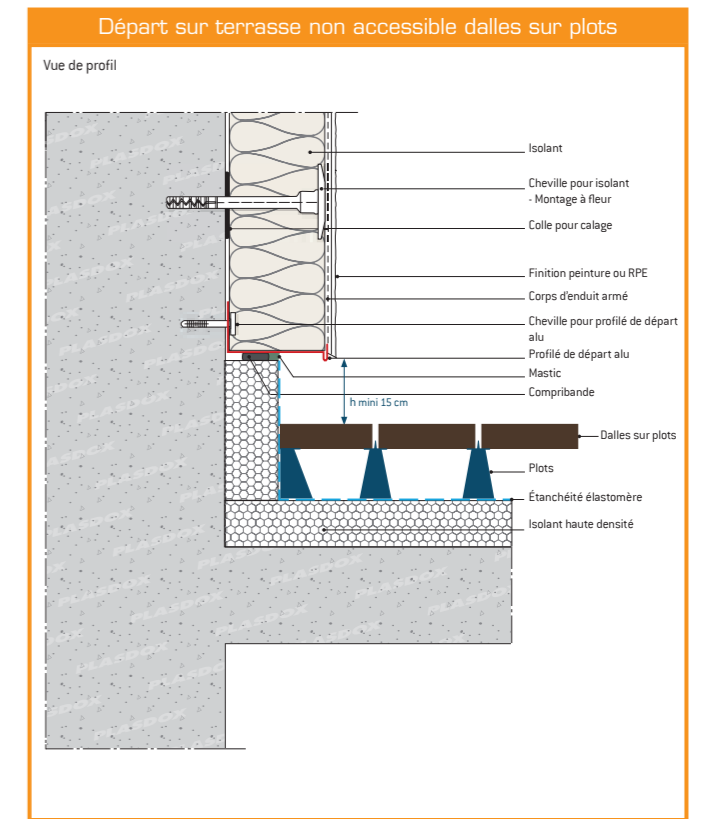 Départ sur terrasse non accessible dalles sur plots
Vue de profil
Isolant
Cheville pour isolant
- Montage à fleur
Colle pour calage
Finition peinture ou RPE
Corps d'enduit armé
Cheville pour profilé de départ
alu
Profilé de départ alu
Mastic
Compribande
h mini 15 cm
Dalles sur plots
Plots
Étanchéité élastomère
Isolant haute densité
PLASDOX